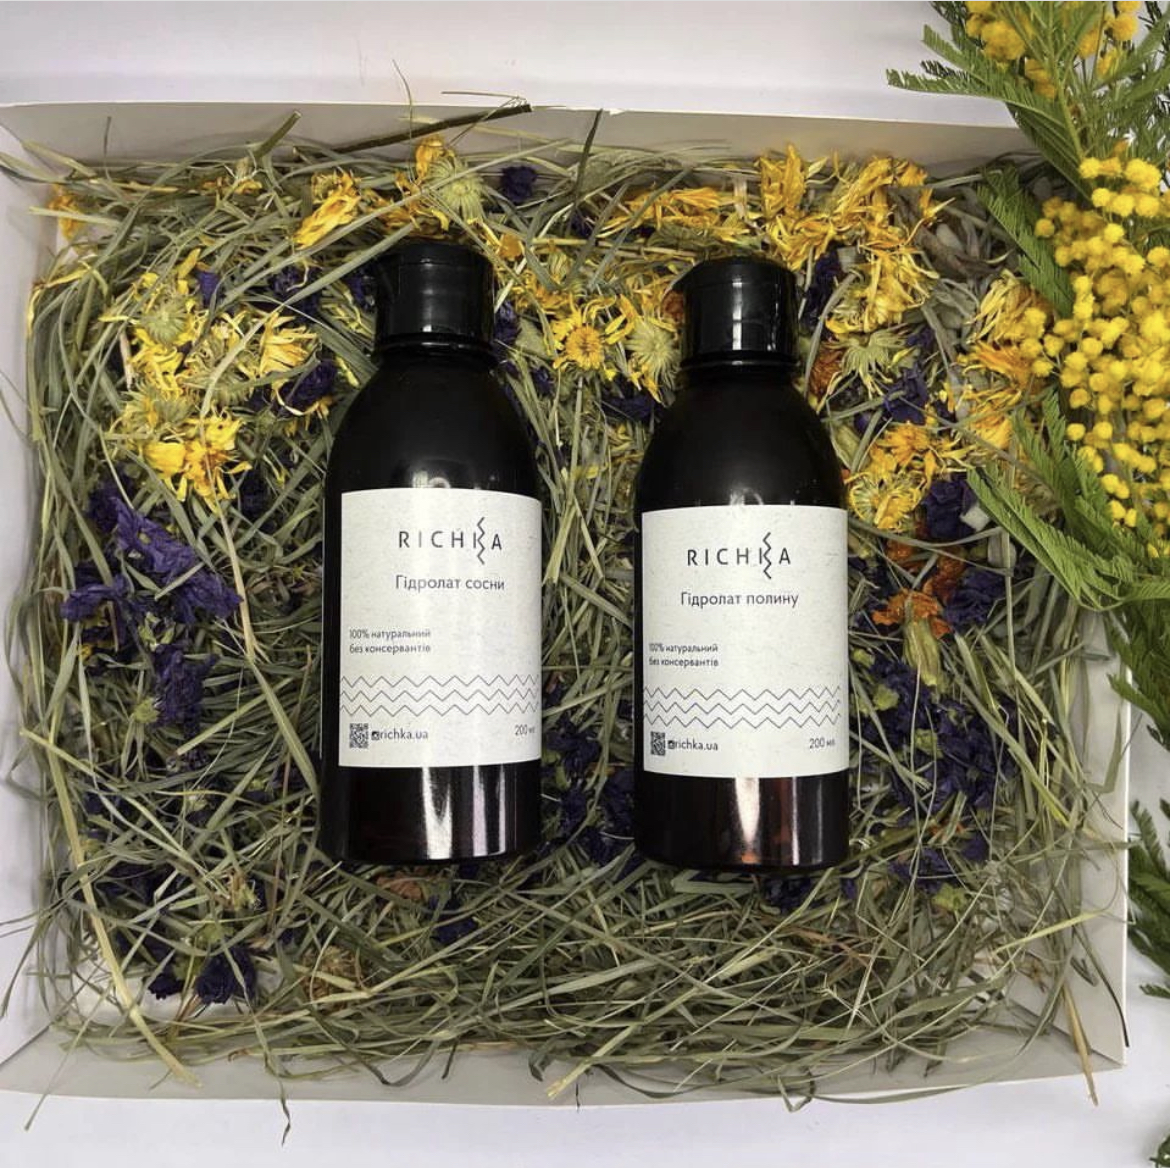 RICHKA
Гідролат сосни
100% натуральний
без консервантів
richka.ua
200 мл
RICHKA
Гідролат полину
100% натуральний
без консервантів
richka.ua
200 мл